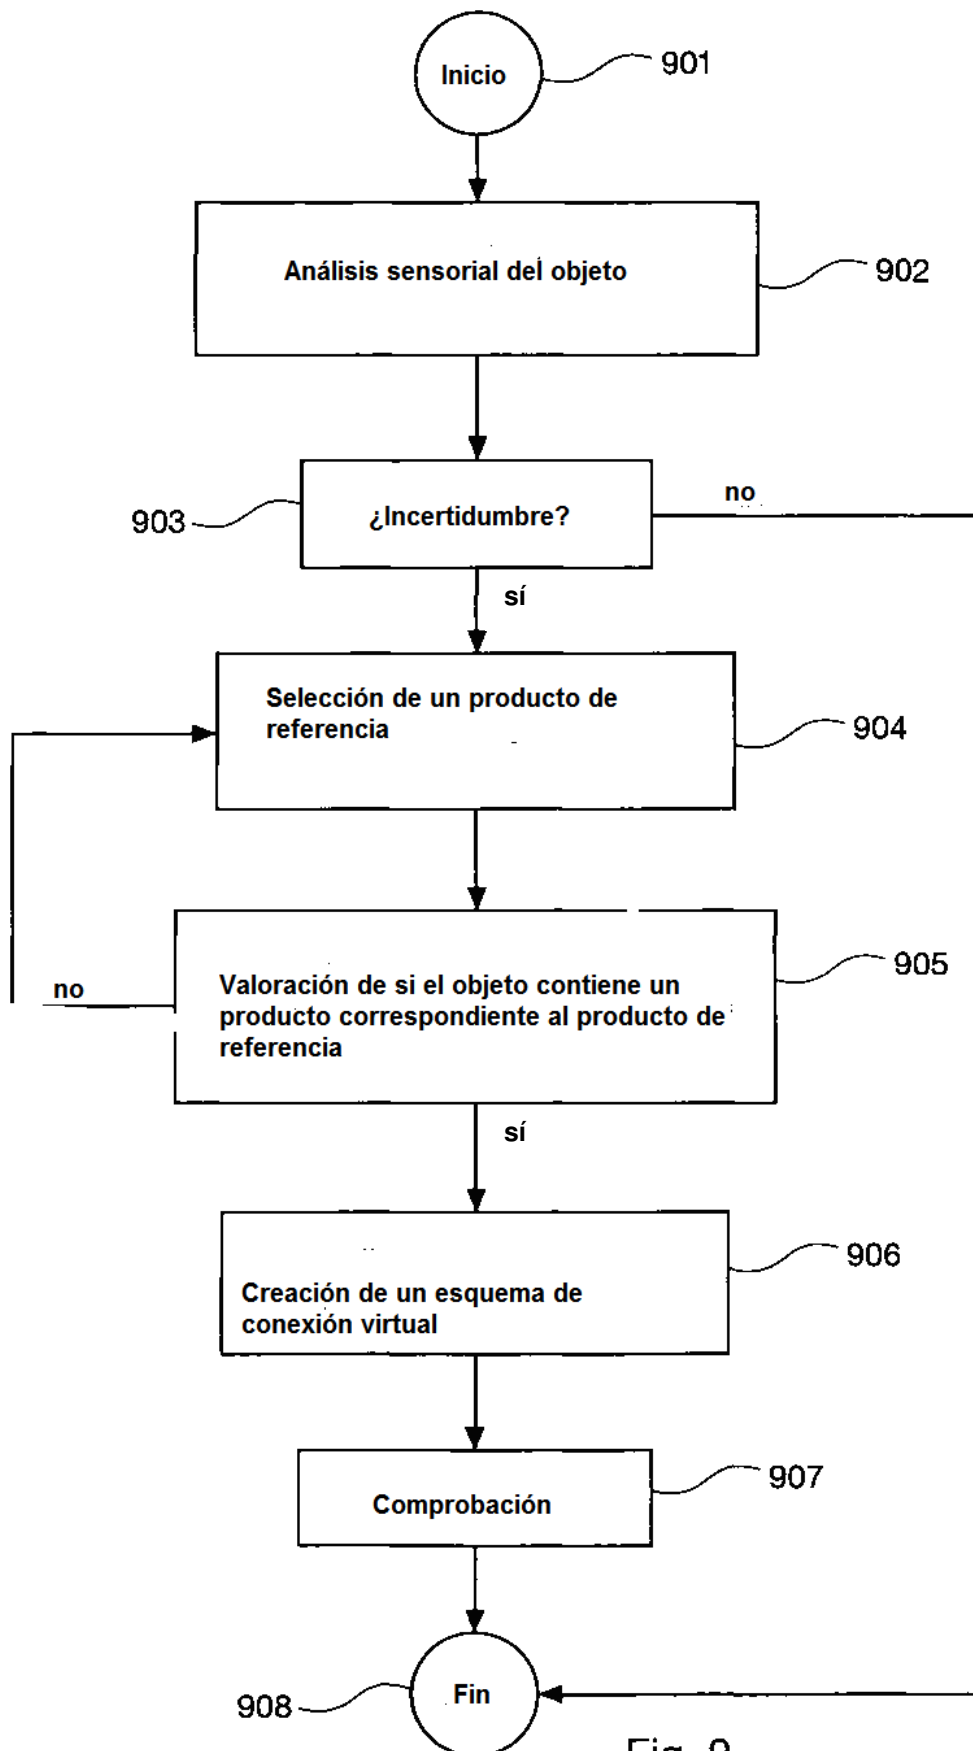 Inicio
901
Análisis sensorial del objeto
902
903
¿Incertidumbre?
no
sí
Selección de un producto de
referencia
904
no
Valoración de si el objeto contiene un
producto correspondiente al producto de
referencia
905
sí
906
Creación de un esquema de
conexión virtual
907
Comprobación
908
Fin
Fig. 9